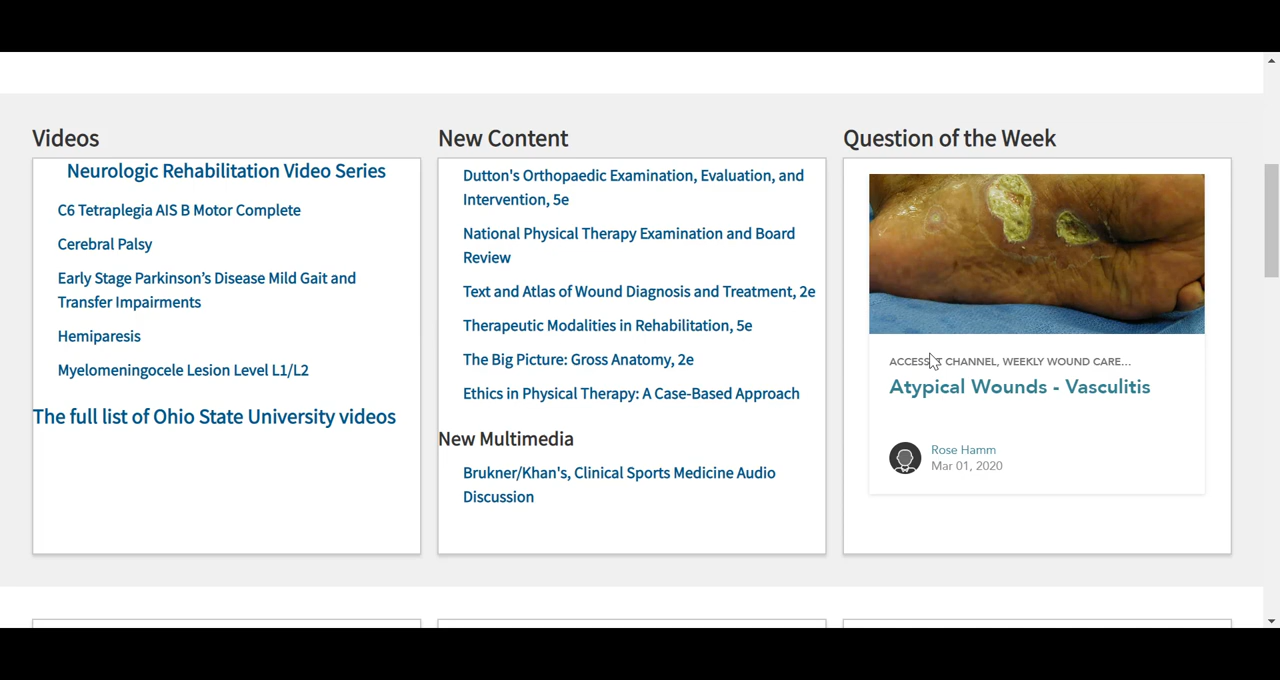 Videos
Neurologic Rehabilitation Video Series
C6 Tetraplegia AIS B Motor Complete
Cerebral Palsy
Early Stage Parkinson’s Disease Mild Gait and
Transfer Impairments
Hemiparesis
Myelomeningocele Lesion Level L1/L2
The full list of Ohio State University videos
New Content
Dutton's Orthopaedic Examination, Evaluation, and
Intervention, 5e
National Physical Therapy Examination and Board
Review
Text and Atlas of Wound Diagnosis and Treatment, 2e
Therapeutic Modalities in Rehabilitation, 5e
The Big Picture: Gross Anatomy, 2e
Ethics in Physical Therapy: A Case-Based Approach
New Multimedia
Brukner/Khan's, Clinical Sports Medicine Audio
Discussion
Question of the Week
CHANNEL, WEEKLY WOUND CARE...
Atypical Wounds - Vasculitis
Rose Hamm
Mar 01, 2020